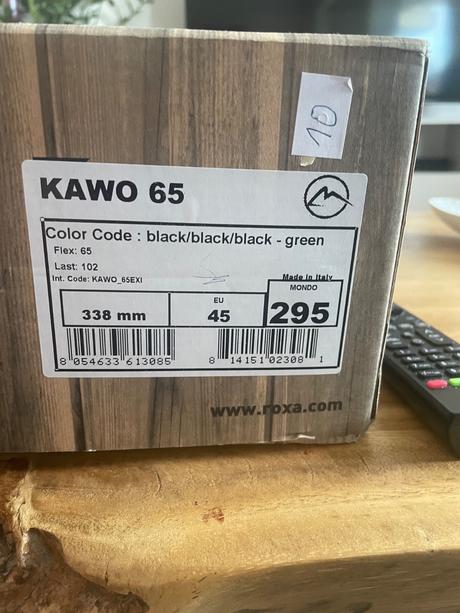 10
KAWO 65
Color Code : black/black/black - green
Flex: 65
Last: 102
Int. Code: KAWO_65EXI
Made in Italy
338 mm
EU
45
MONDO
295
8 054633 613085
8 14151 02308 1
www.roxa.com